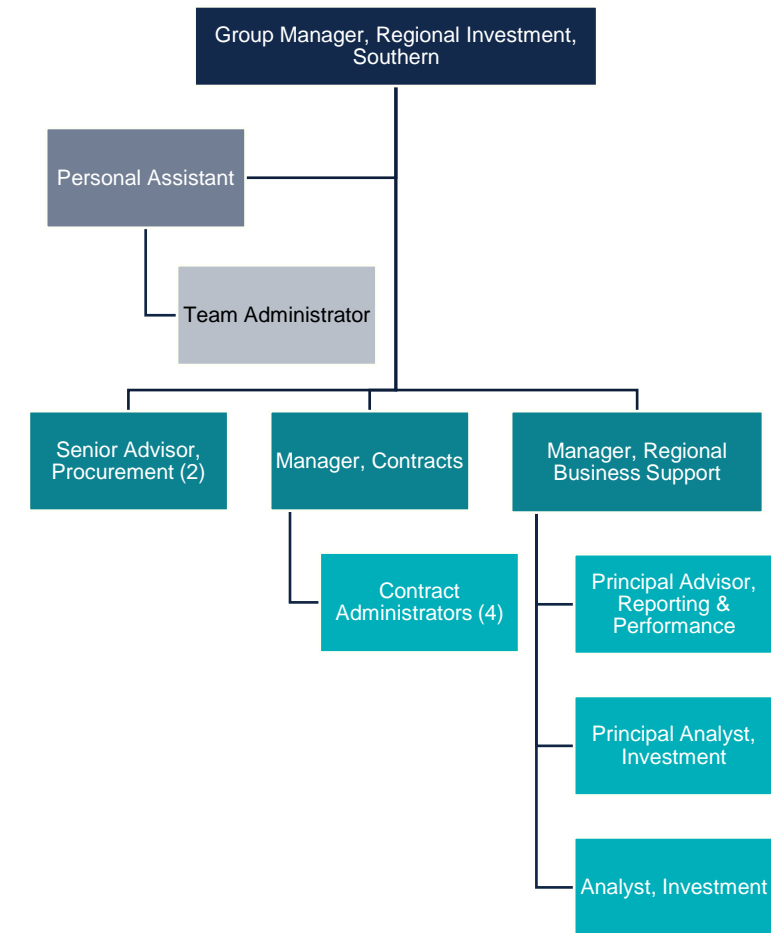 Group Manager, Regional Investment,
Southern
Personal Assistant
Team Administrator
Senior Advisor,
Procurement (2)
Manager, Contracts
Manager, Regional
Business Support
Contract
Administrators (4)
Principal Advisor,
Reporting &
Performance
Principal Analyst,
Investment
Analyst, Investment